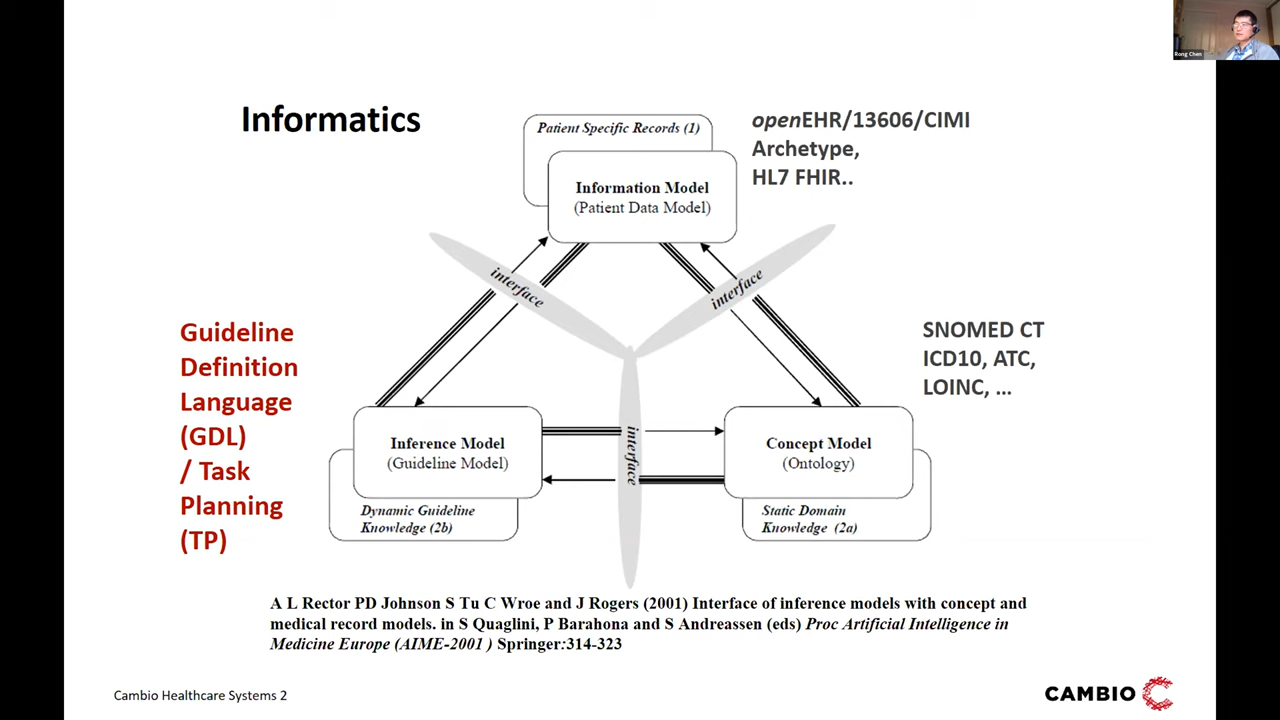 Rong Chen
Informatics
Patient Specific Records (1)
Information Model
(Patient Data Model)
openEHR/13606/CIMI
Archetype,
HL7 FHIR..
interface
interface
Guideline
Definition
Language
(GDL)
/ Task
Planning
(TP)
SNOMED CT
ICD10, ATC,
LOINC, ...
Inference Model
(Guideline Model)
Dynamic Guideline
Knowledge (2b)
interface
Concept Model
(Ontology)
Static Domain
Knowledge (2a)
A L Rector PD Johnson S Tu C Wroe and J Rogers (2001) Interface of inference models with concept and
medical record models. in S Quaglini, P Barahona and S Andreassen (eds) Proc Artificial Intelligence in
Medicine Europe (AIME-2001 ) Springer:314-323
Cambio Healthcare Systems 2
CAMBIO